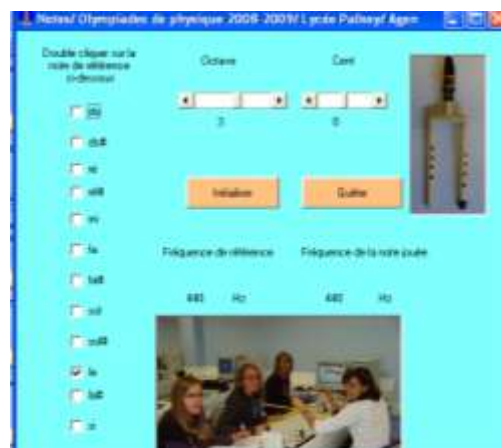 Notes/ Olympiades de physique 2008-2009/ Lycée Palissy/ Agen
Double cliquer sur la
note de référence
ci-dessous
Octave
Cent
do
do#
re
ré#
mi
fa
fa#
sol
sol#
la
la#
si
3
0
Initialiser
Quitter
Fréquence de référence
Fréquence de la note jouée
440 Hz
440 Hz